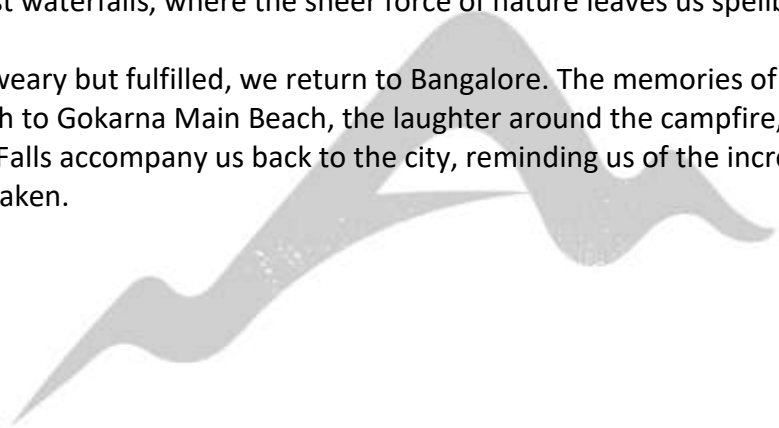 st waterfalls, where the sheer force of nature leaves us
weary but fulfilled, we return to Bangalore. The memories of
h to Gokarna Main Beach, the laughter around the campfire,
Falls accompany us back to the city, reminding us of the
aken.